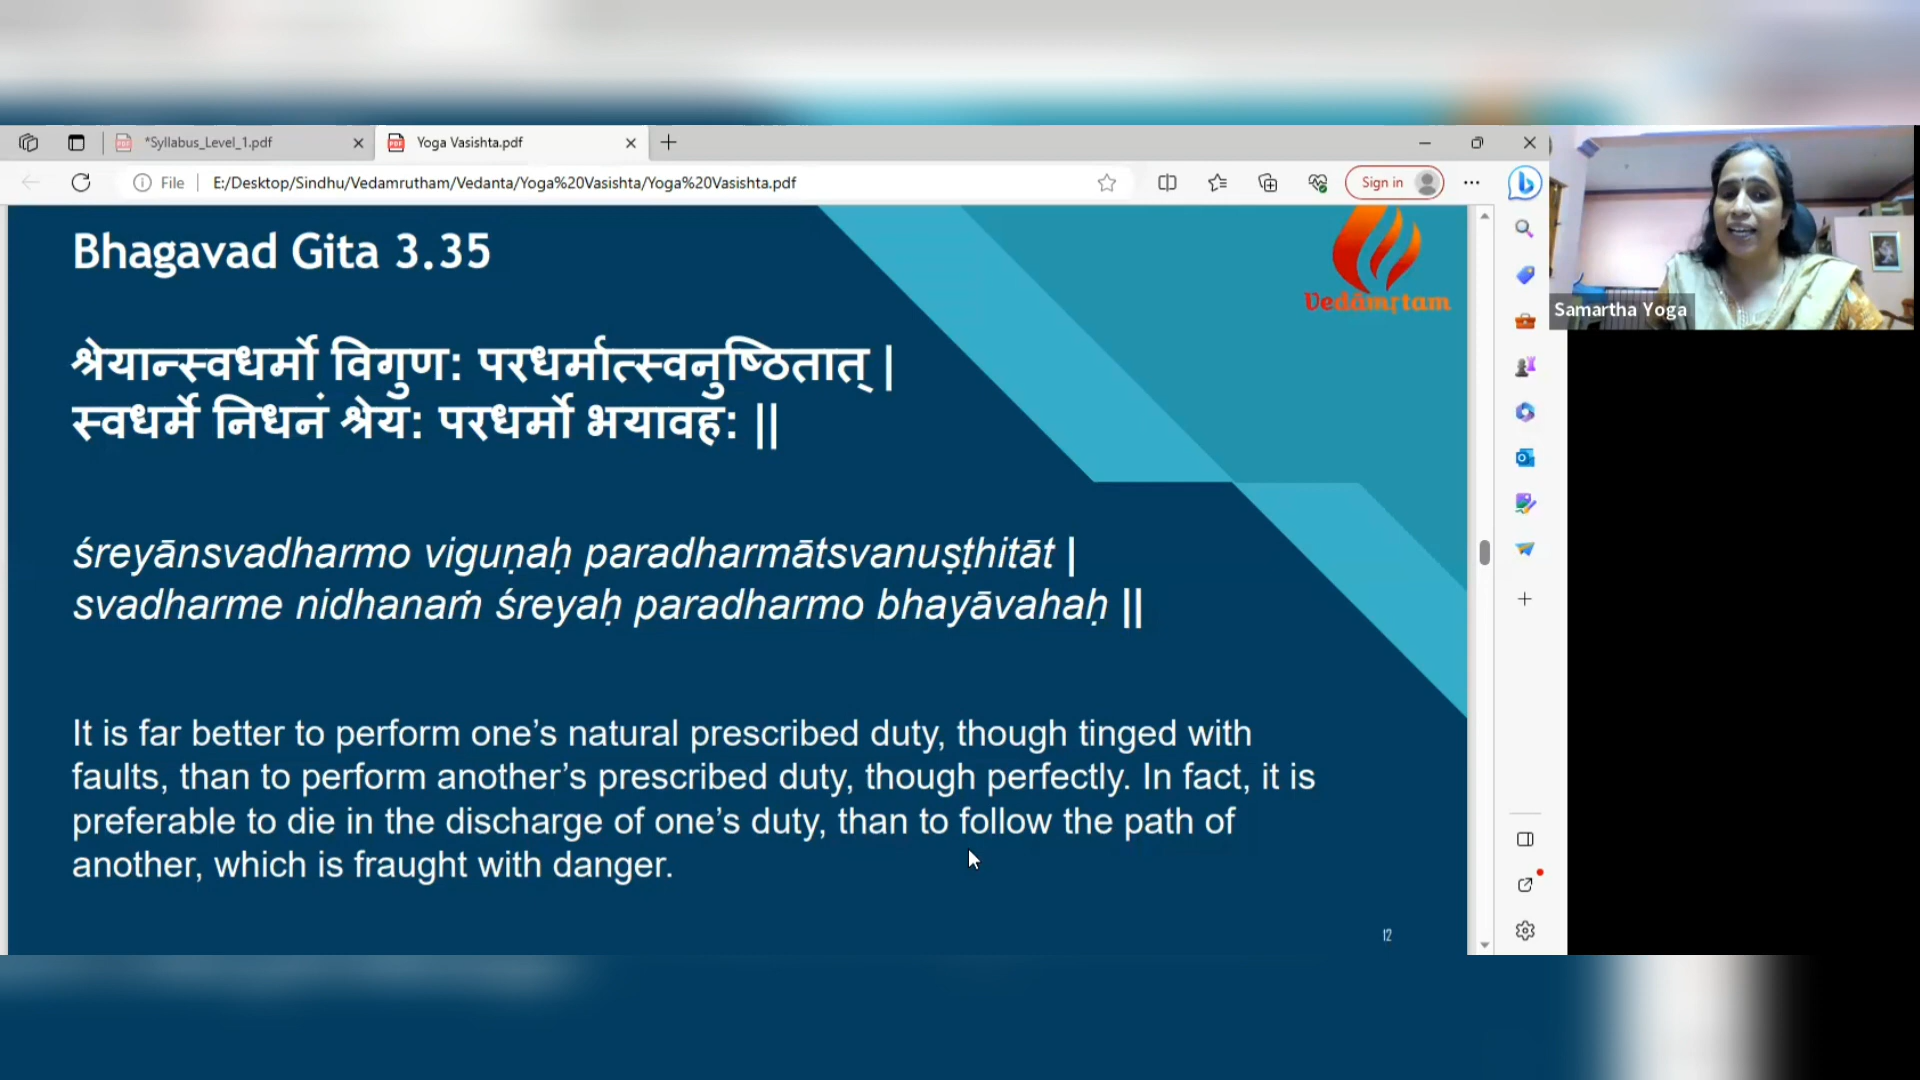 *Syllabus_Level_1.pdf
Yoga Vasishta.pdf
File
E:/Desktop/Sindhu/Vedamrutham/Vedanta/Yoga%20Vasishta/Yoga%20Vasishta.pdf
Sign in
Bhagavad Gita 3.35
Vedāmṛtam
Samartha Yoga
श्रेयान्स्वधर्मो विगुण: परधर्मात्स्वनुष्ठितात् |
स्वधर्मे निधनं श्रेय: परधर्मो भयावह: ||
śreyānsvadharmo viguṇaḥ paradharmātsvanuṣṭhitāt |
svadharme nidhanaṁ śreyaḥ paradharmo bhayāvahaḥ ||
It is far better to perform one’s natural prescribed duty, though tinged with
faults, than to perform another’s prescribed duty, though perfectly. In fact, it is
preferable to die in the discharge of one’s duty, than to follow the path of
another, which is fraught with danger.
12